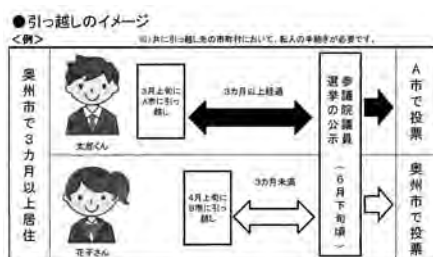 ●引っ越しのイメージ
<例>
※)共に引っ越し先の市町村において、転入の手続きが必要です。
奥州市で3カ月以上居住
太郎くん
3月上旬に
A市に引っ
越し
3カ月以上経過
参議院議員
選挙の公示
(6月下旬頃)
A市で投票
花子さん
4月上旬に
B市に引っ
越し
3カ月未満
奥州市で投票